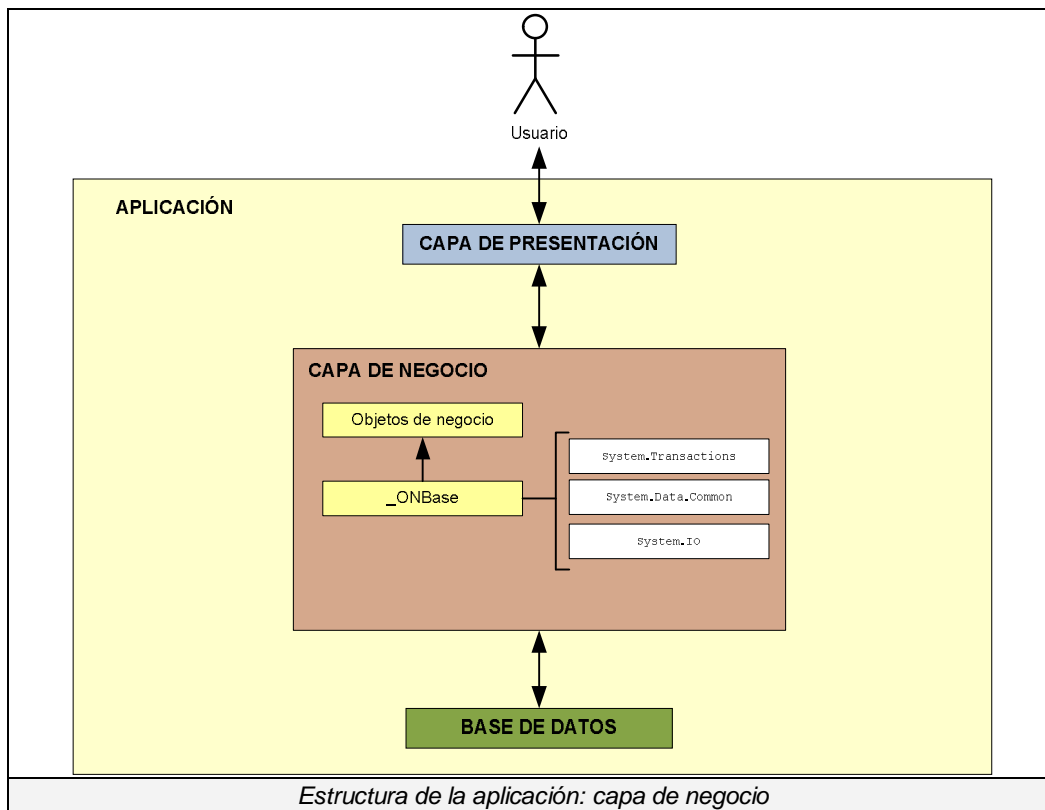 Usuario
APLICACIÓN
CAPA DE PRESENTACIÓN
CAPA DE NEGOCIO
Objetos de negocio
_ONBase
System.Transactions
System.Data.Common
System.IO
BASE DE DATOS
Estructura de la aplicación: capa de negocio